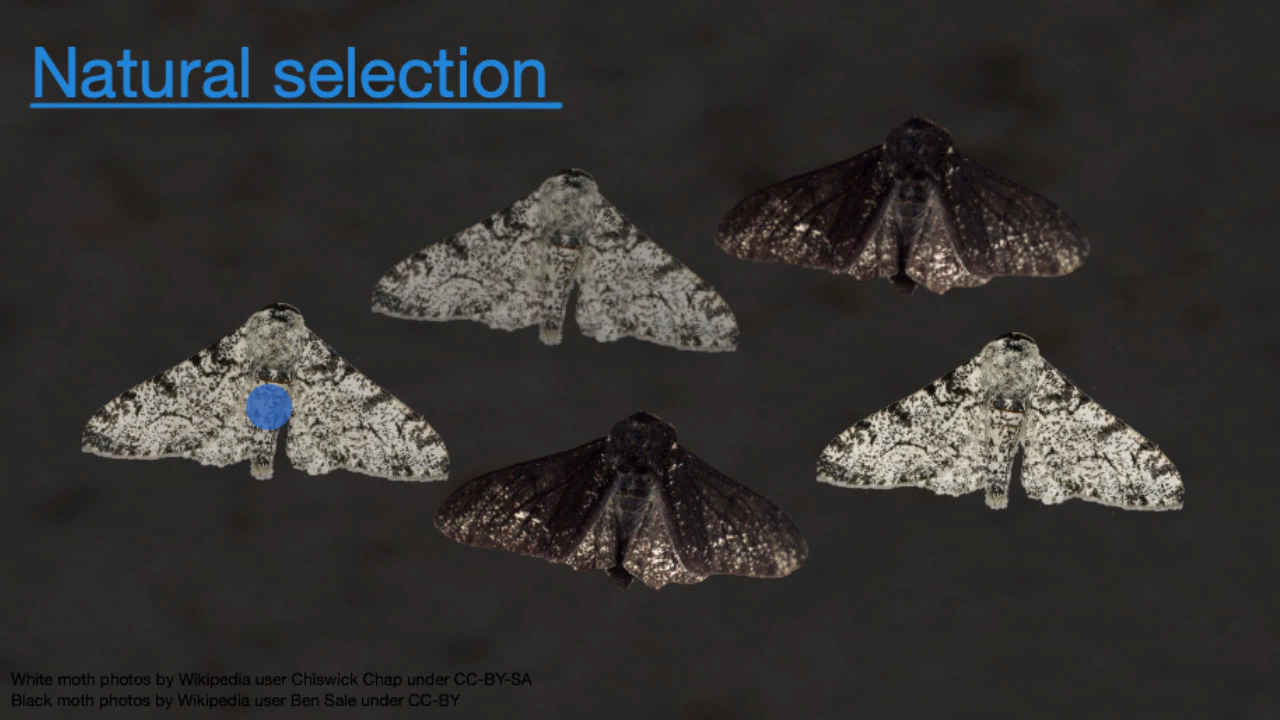 Natural selection
White moth photos by Wikipedia user Chiswick Chap under CC-BY-SA
Black moth photos by Wikipedia user Ben Sale under CC-BY